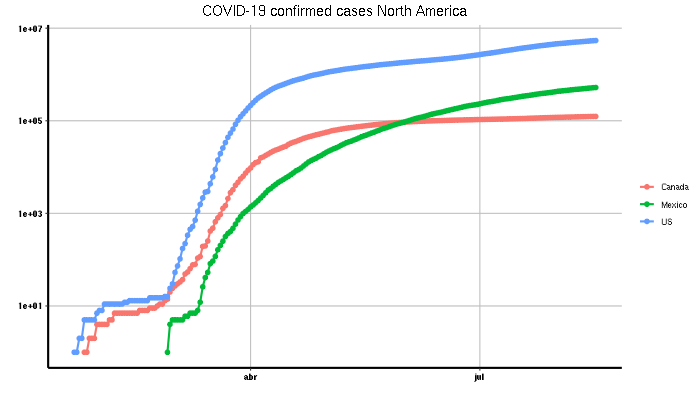 COVID-19 confirmed cases North America
1e+07
1e+05
1e+03
1e+01
abr
jul
Canada
Mexico
US